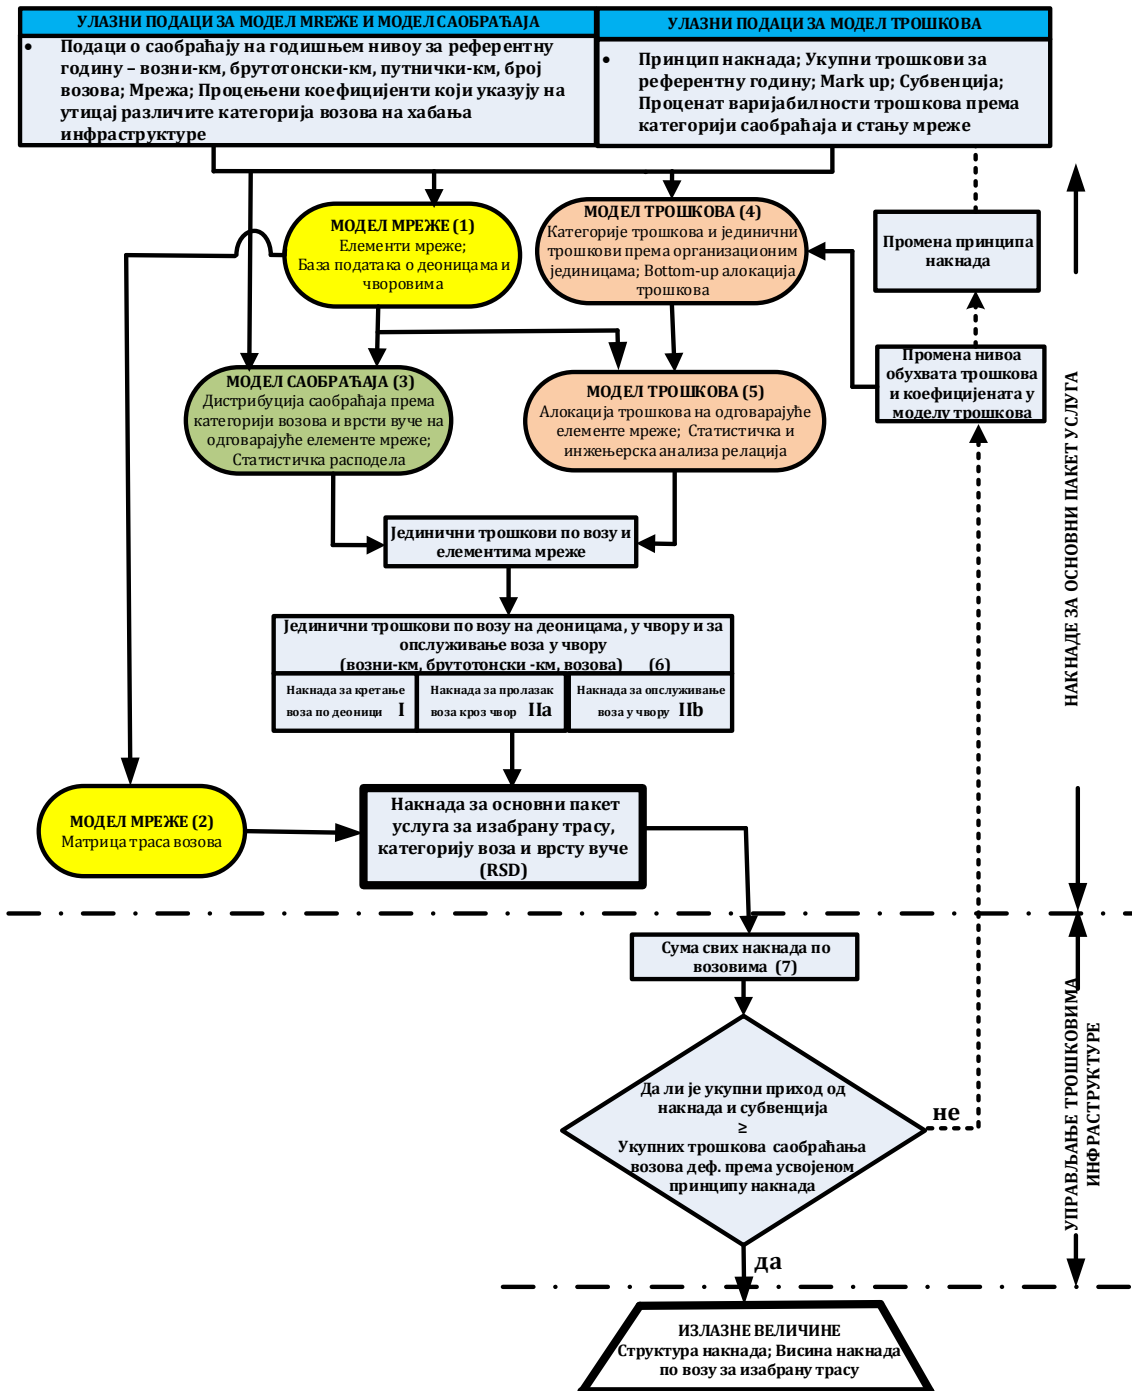 УЛАЗНИ ПОДАЦИ ЗА МОДЕЛ МРЕЖЕ И МОДЕЛ САОБРАЋАЈА
• Подаци о саобраћају на годишњем нивоу за референтну
годину – возни-км, брутотонски-км, путнички-км, број
возова; Мрежа; Процењени коефицијенти који указују на
утицај различите категорија возова на хабања
инфраструктуре
УЛАЗНИ ПОДАЦИ ЗА МОДЕЛ ТРОШКОВА
• Принцип накнада; Укупни трошкови за
референтну годину; Mark up; Субвенција;
Проценат варијабилности трошкова према
категорији саобраћаја и стању мреже
МОДЕЛ МРЕЖЕ (1)
Елементи мреже;
База података о деоницама и
чворовима
МОДЕЛ ТРОШКОВА (4)
Категорије трошкова и јединични
трошкови према организационим
јединицама; Bottom-up алокација
трошкова
Промена принципа
накнада
Промена нивоа
обухвата трошкова
и коефицијената у
моделу трошкова
МОДЕЛ САОБРАЋАЈА (3)
Дистрибуција саобраћаја према
категорији возова и врсти вуче на
одговарајуће елементе мреже;
Статистичка расподела
МОДЕЛ ТРОШКОВА (5)
Алокација трошкова на одговарајуће
елементе мреже; Статистичка и
инжењерска анализа релација
Јединични трошкови по возу и
елементима мреже
Јединични трошкови по возу на деоницама, у чвору и за
опслуживање воза у чвору
(возни-км, брутотонски -км, возова) (6)
Накнада за кретање
воза по деоници I
Накнада за пролазак
воза кроз чвор IIa
Накнада за опслуживање
воза у чвору IIb
МОДЕЛ МРЕЖЕ (2)
Матрица траса возова
Накнада за основни пакет
услуга за изабрану трасу,
категорију воза и врсту вуче
(RSD)
НАКНАДЕ ЗА ОСНОВНИ ПАКЕТ УСЛУГА
Сума свих накнада по
возовима (7)
Да ли је укупни приход од
накнада и субвенција
≥
Укупних трошкова саобраћања
возова деф. према усвојеном
принципу накнада
не
да
УПРАВЉАЊЕ ТРОШКОВИМА
ИНФРАСТРУКТУРЕ
ИЗЛАЗНЕ ВЕЛИЧИНЕ
Структура накнада; Висина накнада
по возу за изабрану трасу